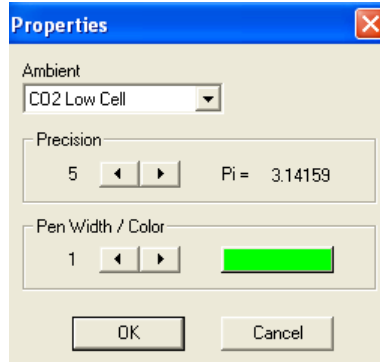 Properties
Ambient
CO2 Low Cell
Precision
5 Pi = 3.14159
Pen Width / Color
1
OK Cancel